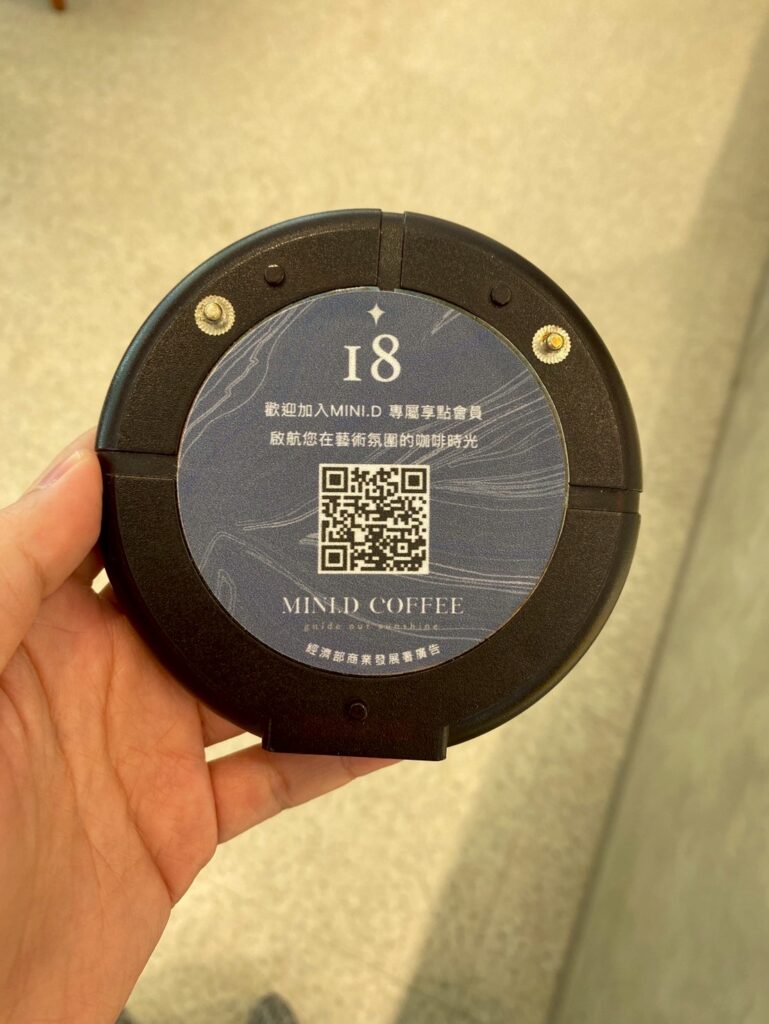 18
歡迎加入MINI.D 專屬享點會員
啟航您在藝術氛圍的咖啡時光
MINI.D COFFEE
guide our sunshine
經濟部商業發展署廣告